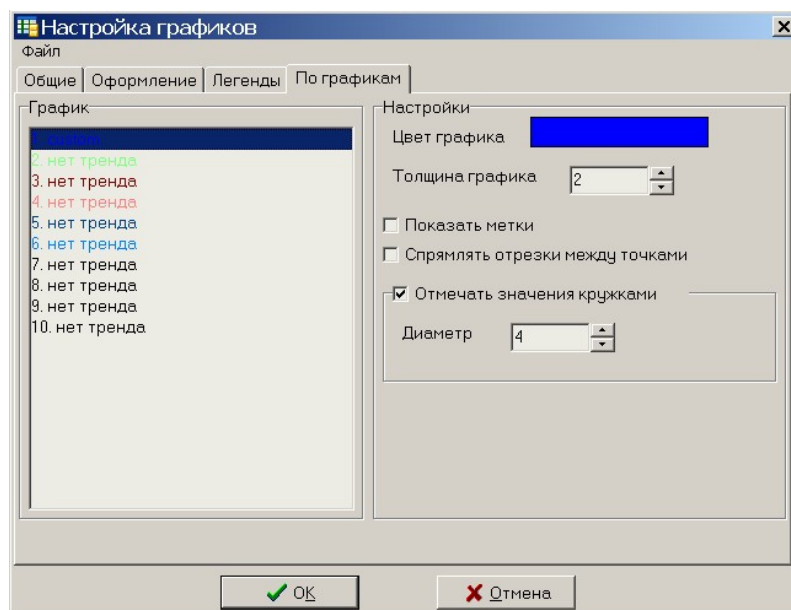 Настройка графиков
Файл
Общие
Оформление
Легенды
По графикам
График
1. custom
2. нет тренда
3. нет тренда
4. нет тренда
5. нет тренда
6. нет тренда
7. нет тренда
8. нет тренда
9. нет тренда
10. нет тренда
Настройки
Цвет графика
Толщина графика 2
Показать метки
Спрямлять отрезки между точками
Отмечать значения кружками
Диаметр 4
OK
Отмена